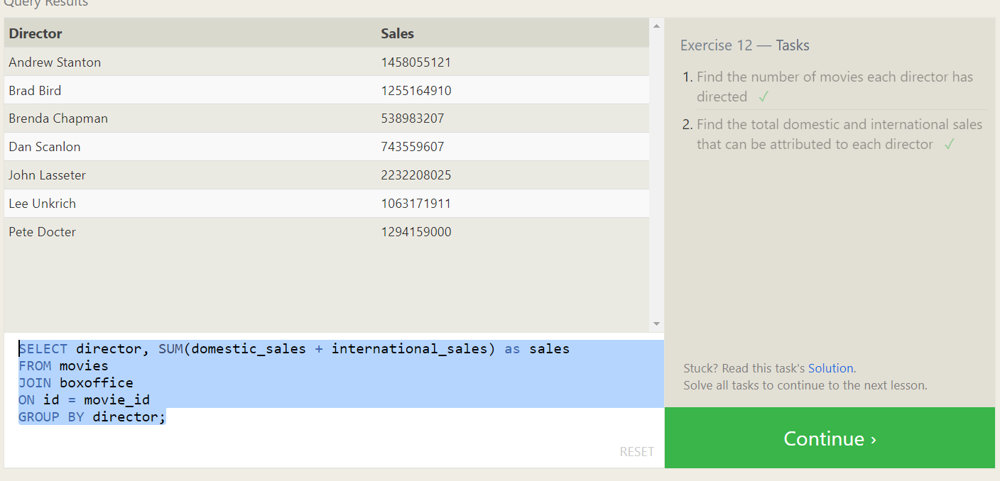 Query Results
Director Sales
Andrew Stanton 1458055121
Brad Bird 1255164910
Brenda Chapman 538983207
Dan Scanlon 743559607
John Lasseter 2232208025
Lee Unkrich 1063171911
Pete Docter 1294159000
SELECT director, SUM(domestic_sales + international_sales) as sales
FROM movies
JOIN boxoffice
ON id = movie_id
GROUP BY director;
RESET
Exercise 12 — Tasks
1. Find the number of movies each director has
directed ✓
2. Find the total domestic and international sales
that can be attributed to each director ✓
Stuck? Read this task's Solution.
Solve all tasks to continue to the next lesson.
Continue ›